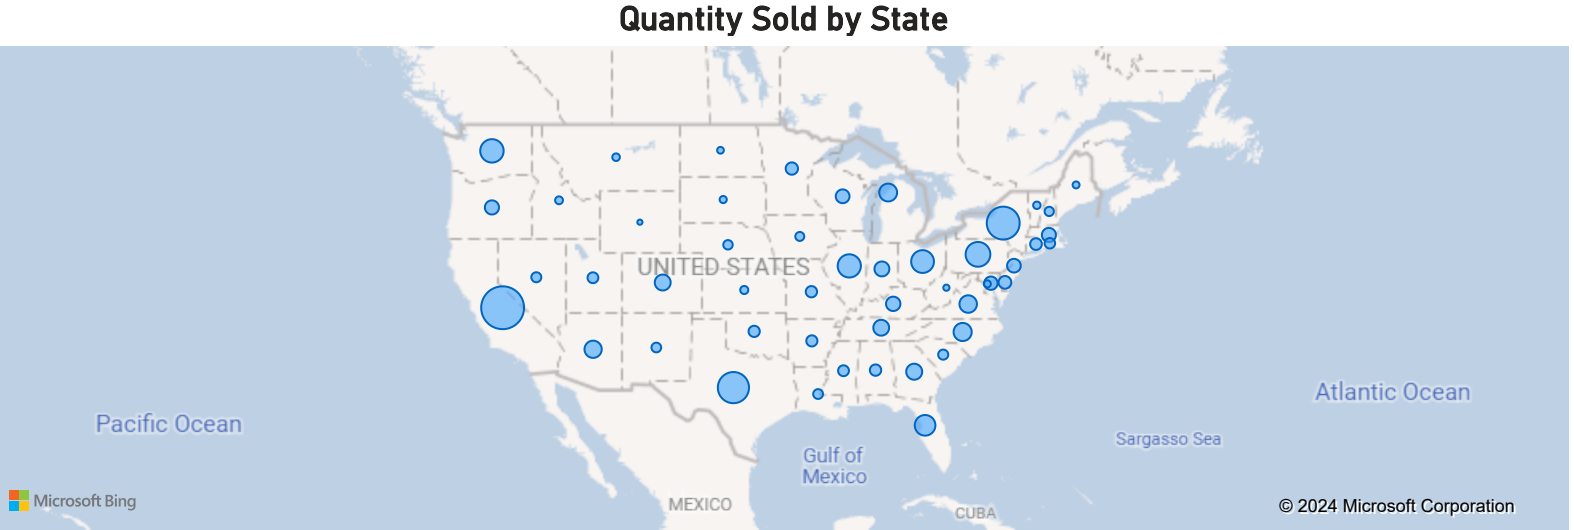 Quantity Sold by State
UNITED STATES
Pacific Ocean
Atlantic Ocean
Sargasso Sea
Gulf of
Mexico
MEXICO
CUBA
Microsoft Bing
© 2024 Microsoft Corporation